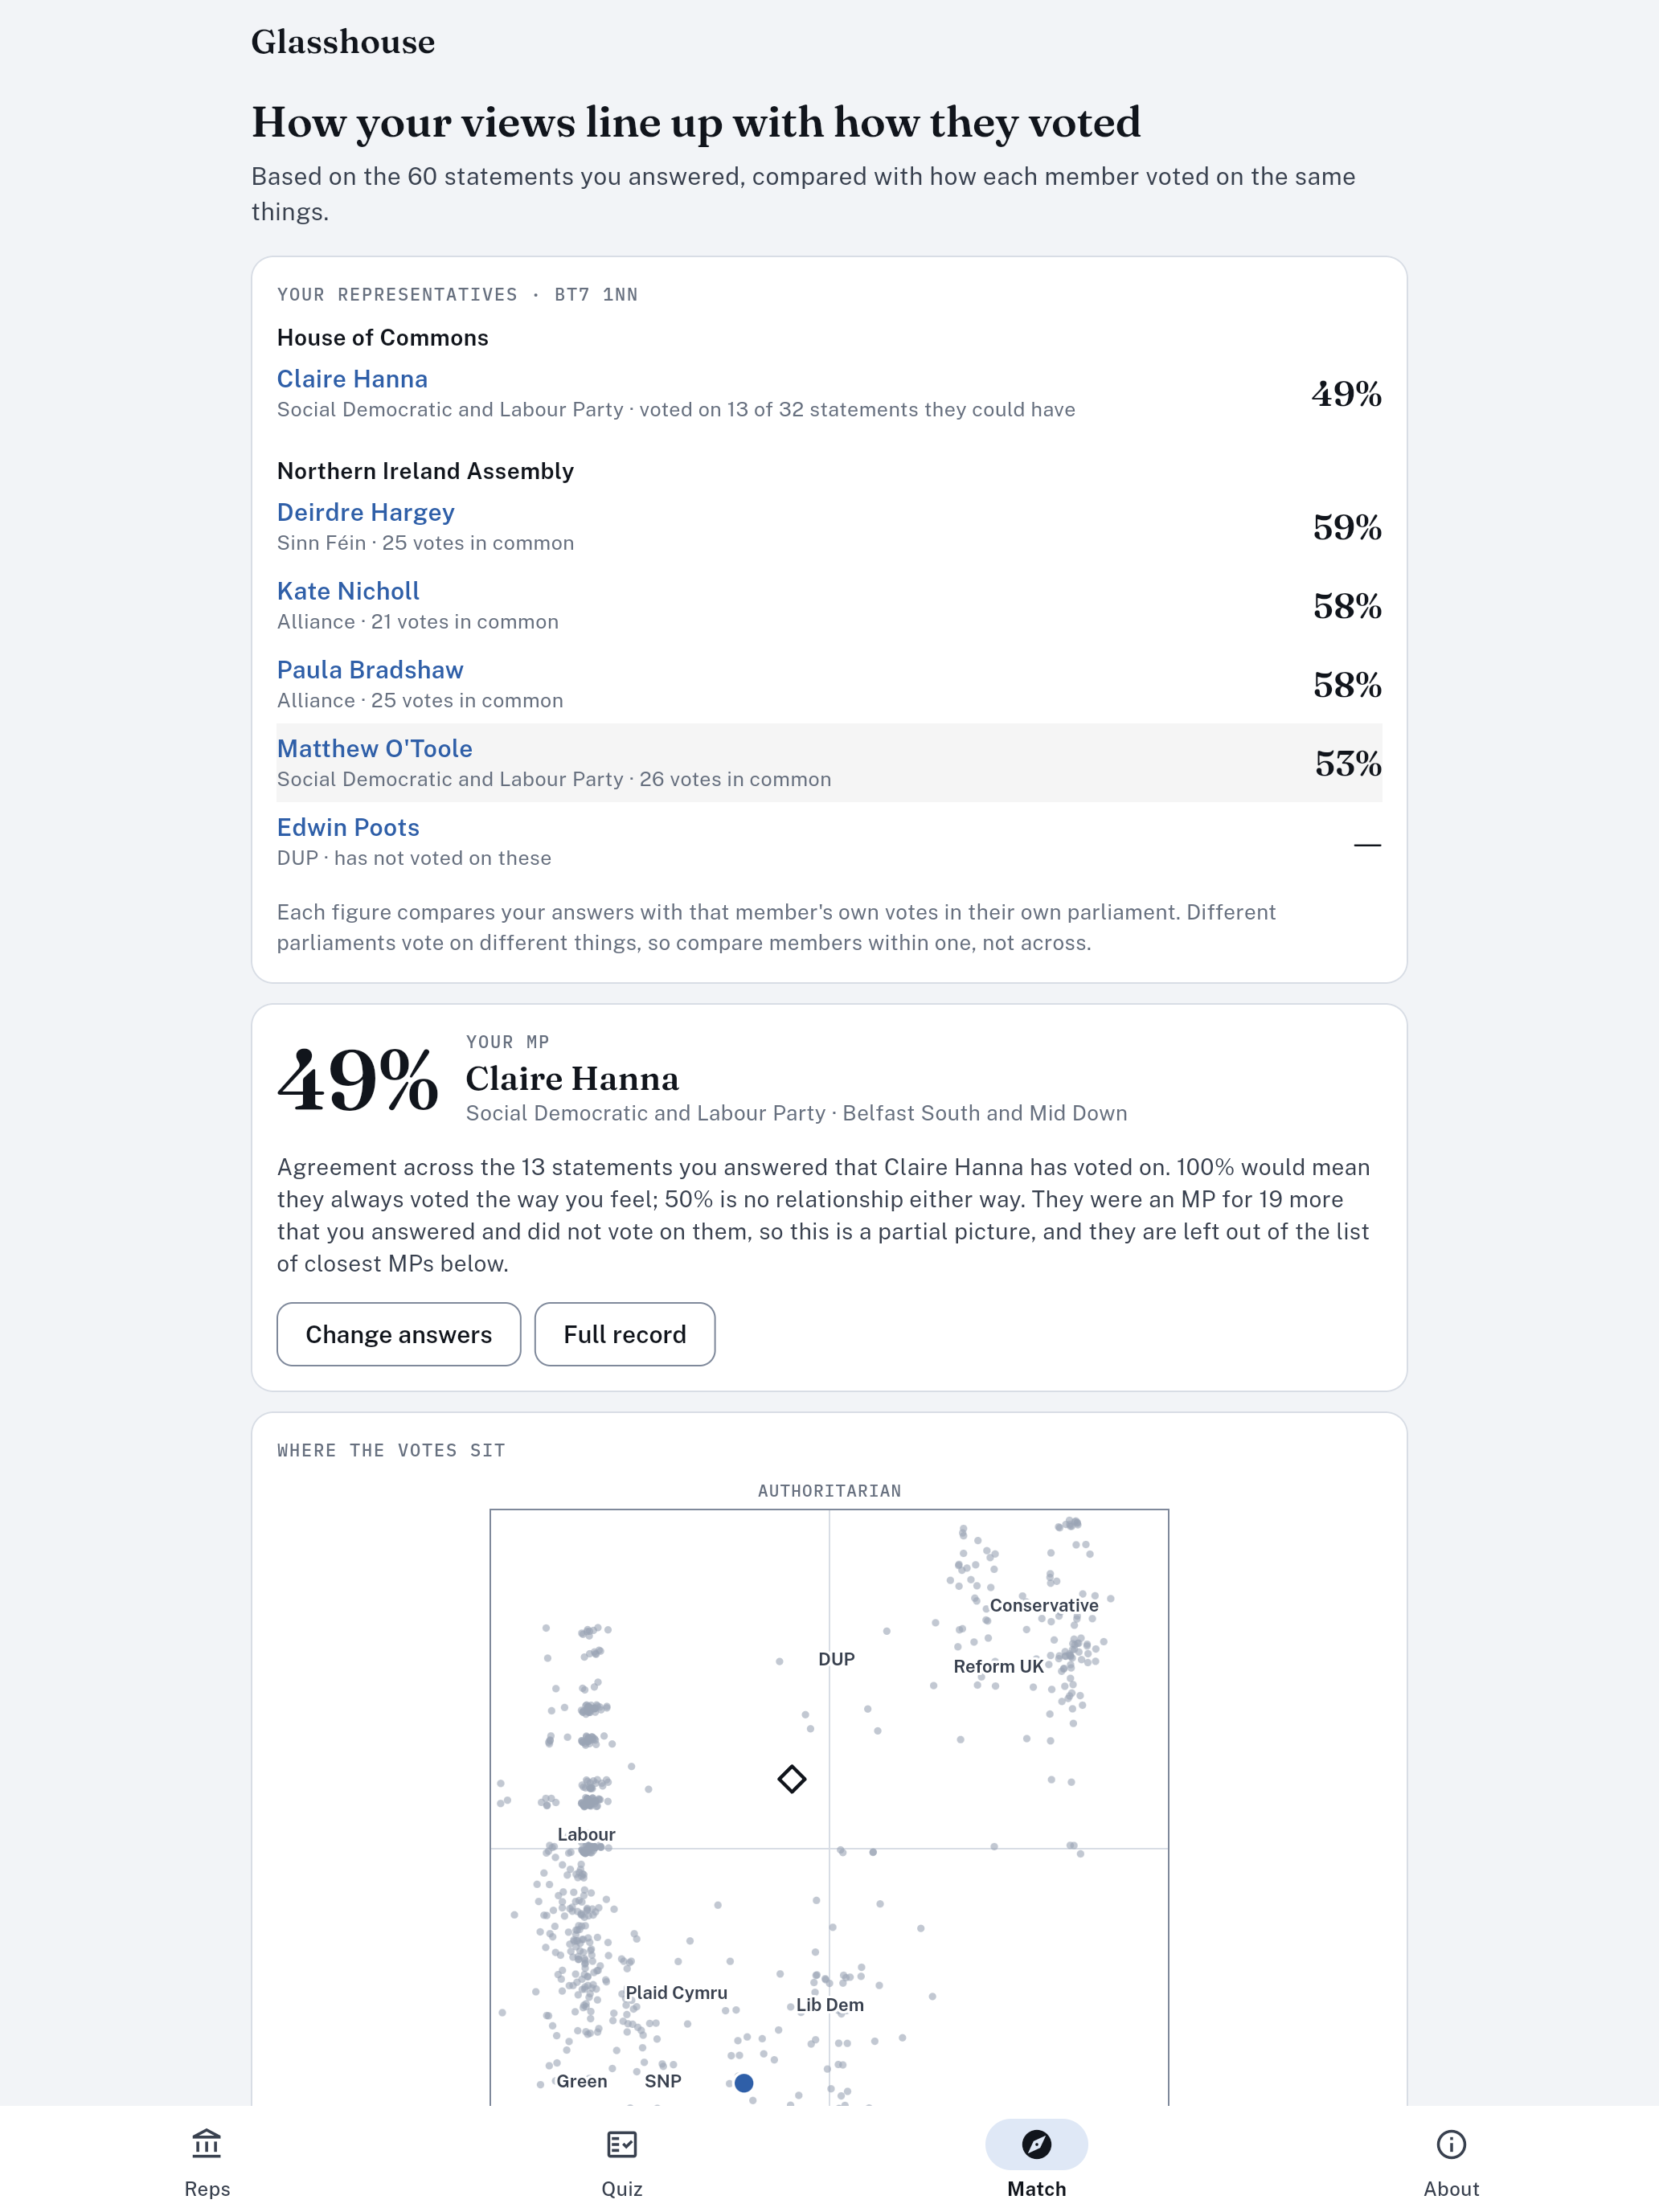 Glasshouse
How your views line up with how they voted
Based on the 60 statements you answered, compared with how each member voted on the same
things.
YOUR REPRESENTATIVES · BT7 1NN
House of Commons
Claire Hanna
Social Democratic and Labour Party · voted on 13 of 32 statements they could have
49%
Northern Ireland Assembly
Deirdre Hargey
Sinn Féin · 25 votes in common
59%
Kate Nicholl
Alliance · 21 votes in common
58%
Paula Bradshaw
Alliance · 25 votes in common
58%
Matthew O'Toole
Social Democratic and Labour Party · 26 votes in common
53%
Edwin Poots
DUP · has not voted on these
—
Each figure compares your answers with that member's own votes in their own parliament. Different
parliaments vote on different things, so compare members within one, not across.
49%
YOUR MP
Claire Hanna
Social Democratic and Labour Party · Belfast South and Mid Down
Agreement across the 13 statements you answered that Claire Hanna has voted on. 100% would mean
they always voted the way you feel; 50% is no relationship either way. They were an MP for 19 more
that you answered and did not vote on them, so this is a partial picture, and they are left out of the list
of closest MPs below.
Change answers
Full record
WHERE THE VOTES SIT
AUTHORITARIAN
Conservative
DUP
Reform UK
Labour
Plaid Cymru
Lib Dem
Green
SNP
Reps
Quiz
Match
About